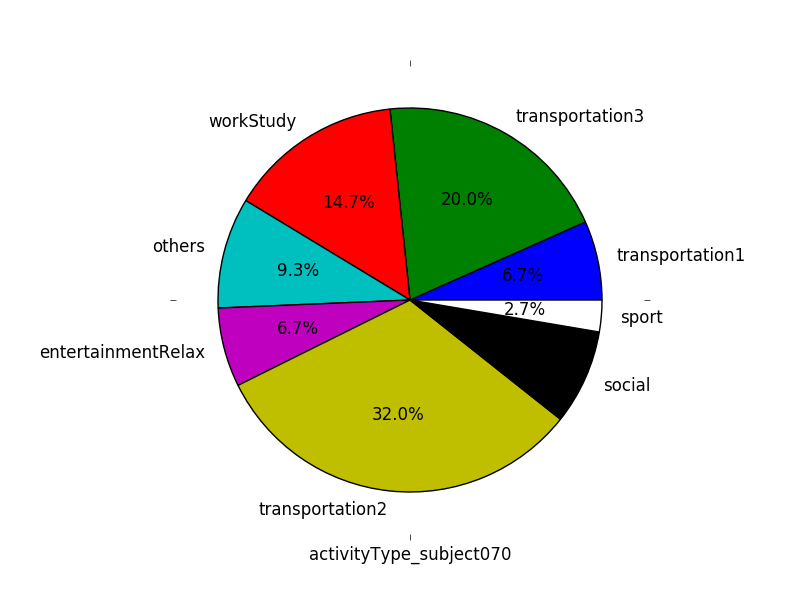 transportation3
workStudy
14.7%
20.0%
others
transportation1
9.3%
6.7%
2.7%
sport
6.7%
entertainmentRelax
social
32.0%
transportation2
activityType_subject070